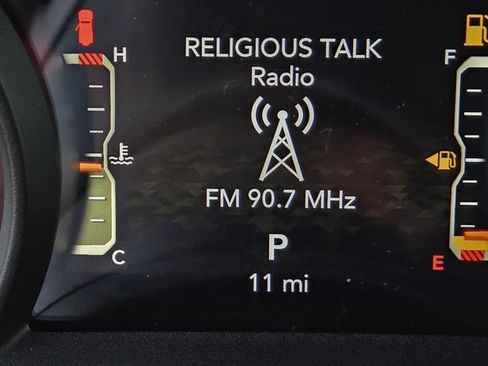 RELIGIOUS TALK
H
F
Radio
FM 90.7 MHz
P
C
E
11 mi